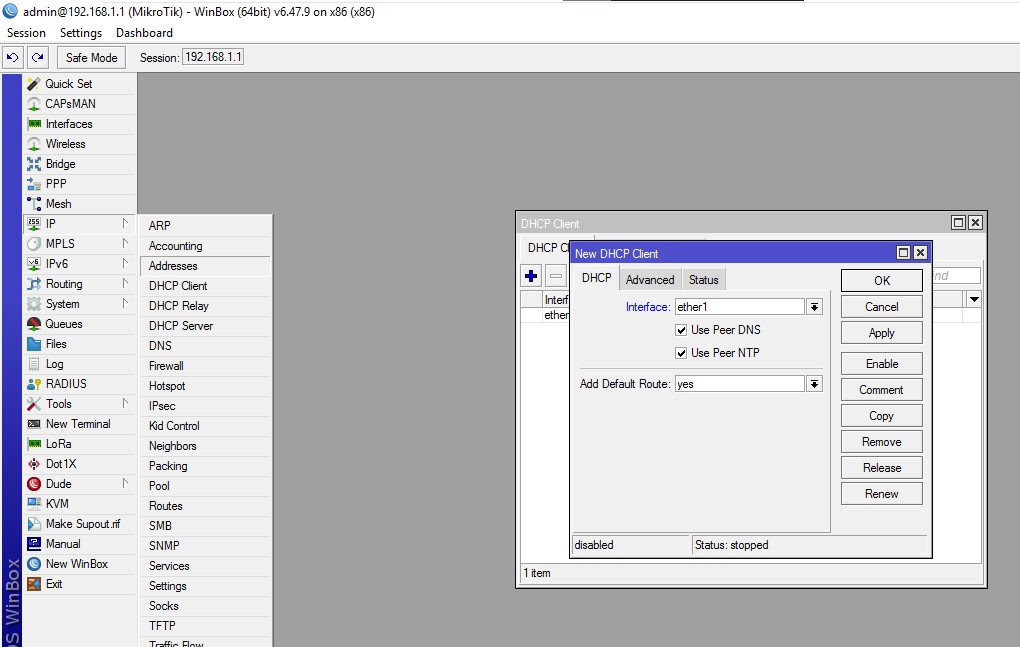 admin@192.168.1.1 (MikroTik) - WinBox (64bit) v6.47.9 on x86 (x86)
Session Settings Dashboard
Safe Mode Session: 192.168.1.1
Quick Set
CAPsMAN
Interfaces
Wireless
Bridge
PPP
Mesh
IP
MPLS
IPv6
Routing
System
Queues
Files
Log
RADIUS
Tools
New Terminal
LoRa
Dot1X
Dude
KVM
Make Supout.rif
Manual
New WinBox
Exit
OS WinBox
ARP
Accounting
Addresses
DHCP Client
DHCP Relay
DHCP Server
DNS
Firewall
Hotspot
IPsec
Kid Control
Neighbors
Packing
Pool
Routes
SMB
SNMP
Services
Settings
Socks
TFTP
Traffic Flow
DHCP Client
DHCP Cl
Interf
ether
1 item
New DHCP Client
DHCP Advanced Status
Interface: ether1
Use Peer DNS
Use Peer NTP
Add Default Route: yes
OK
Cancel
Apply
Enable
Comment
Copy
Remove
Release
Renew
disabled Status: stopped